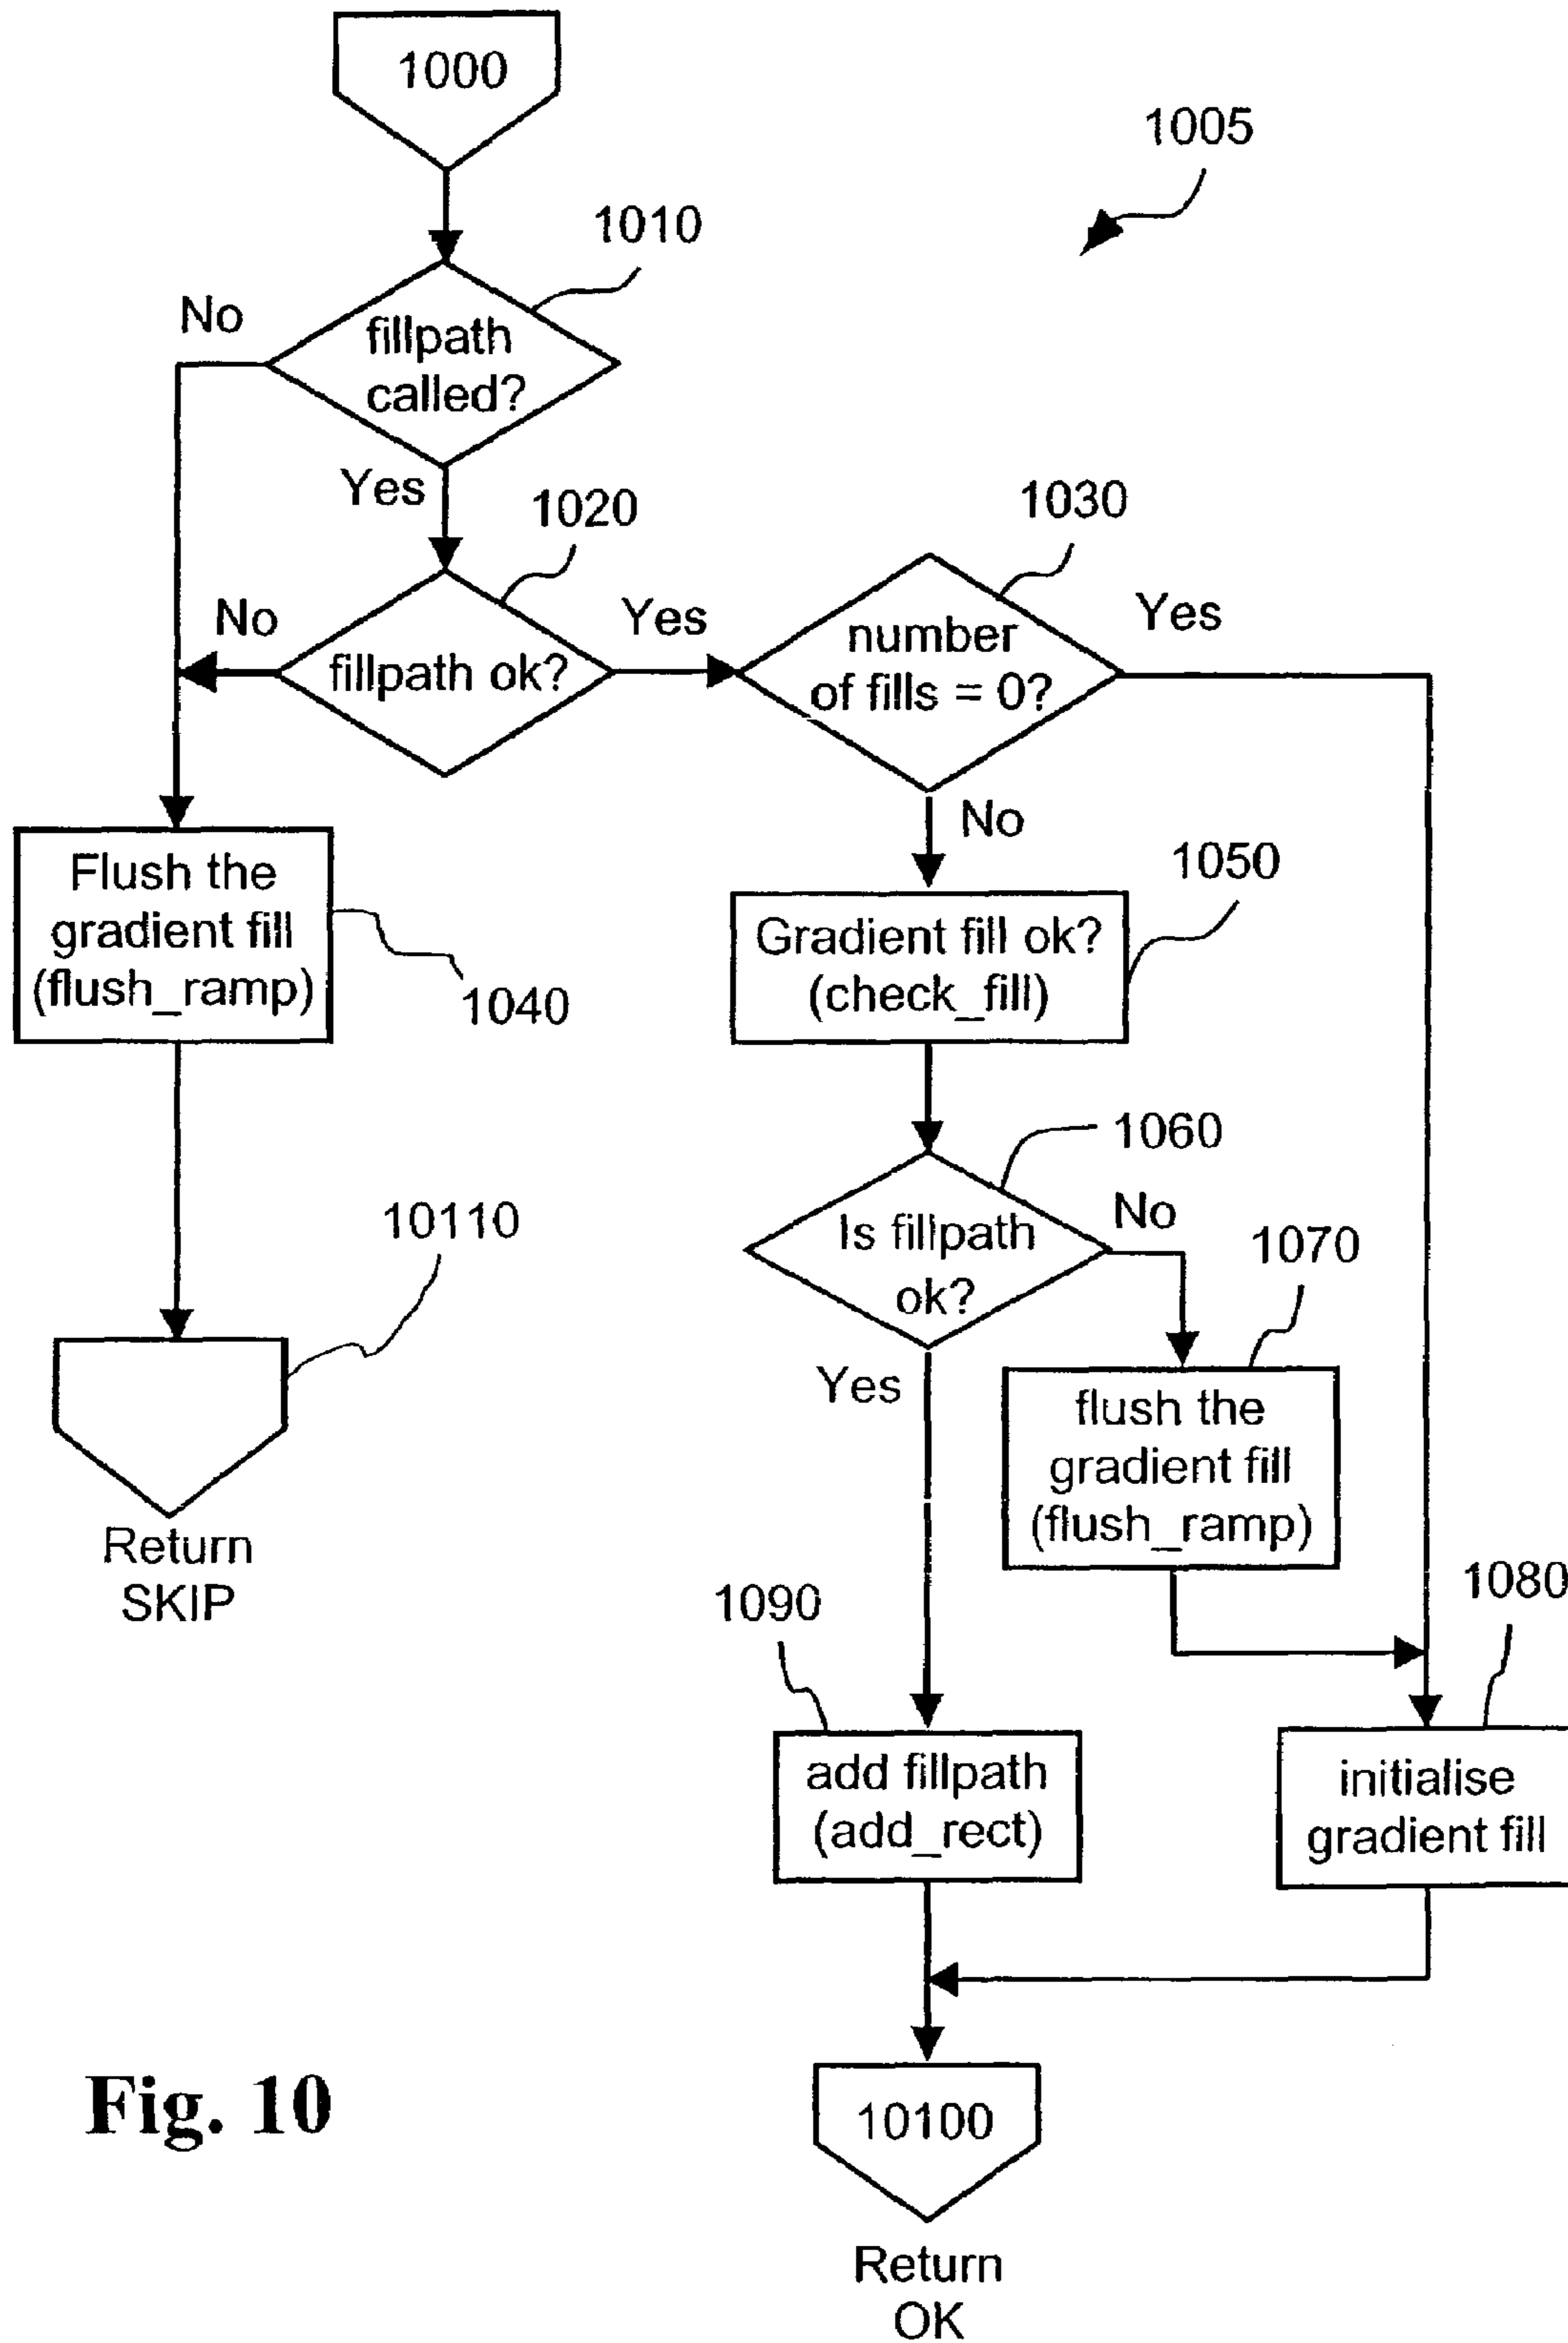 1000
1005
1010
No
fillpath
called?
Yes
1020
1030
No
Yes
Yes
fillpath ok?
number
of fills = 0?
No
1050
Flush the
gradient fill
(flush_ramp)
1040
Gradient fill ok?
(check_fill)
1060
No
10110
Is fillpath
ok?
1070
Yes
flush the
gradient fill
(flush_ramp)
Return
SKIP
1090
1080
add fillpath
(add_rect)
initialise
gradient fill
Fig. 10
10100
Return
OK